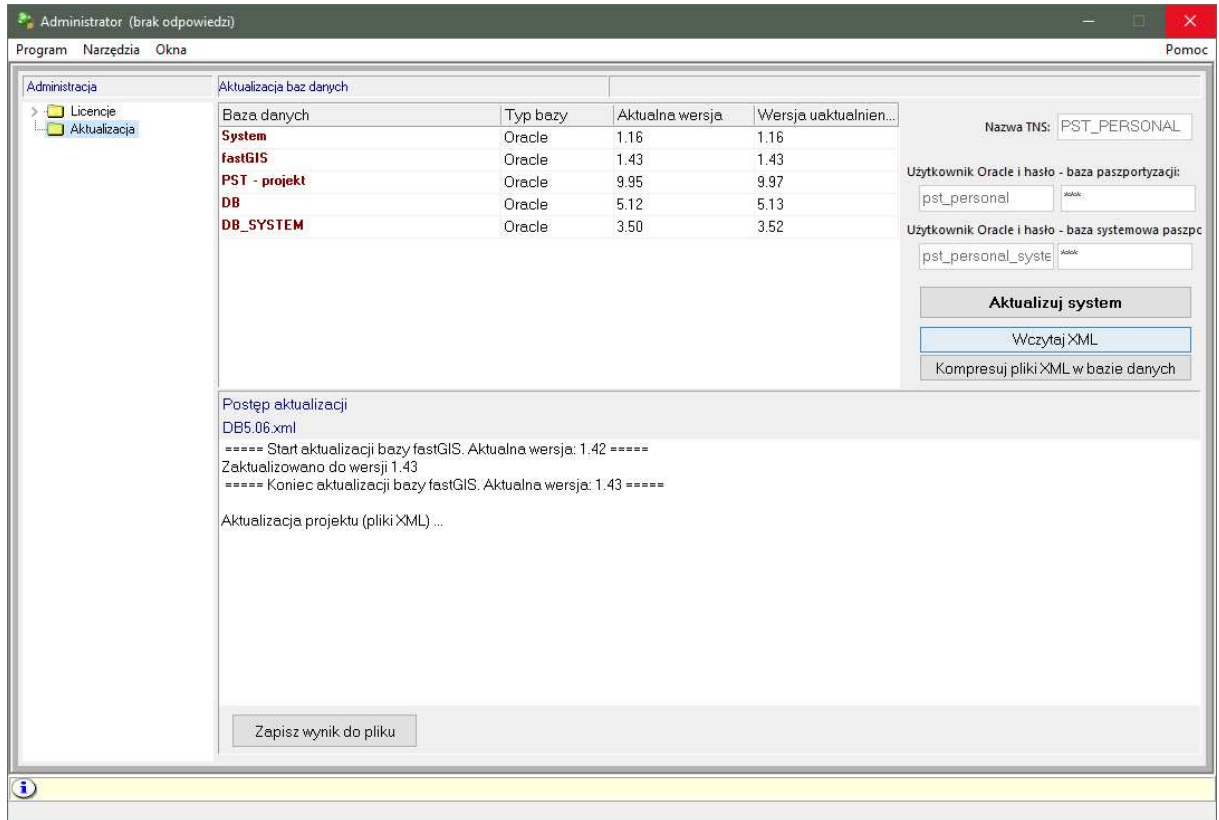 Administrator (brak odpowiedzi)
Program Narzędzia Okna Pomoc
Administracja
Licencje
Aktualizacja
Aktualizacja baz danych
Baza danych Typ bazy Aktualna wersja Wersja uaktualnien...
System Oracle 1.16 1.16
fastGIS Oracle 1.43 1.43
PST - projekt Oracle 9.95 9.97
DB Oracle 5.12 5.13
DB_SYSTEM Oracle 3.50 3.52
Nazwa TNS: PST_PERSONAL
Użytkownik Oracle i hasło - baza paszportyzacji:
pst_personal ****
Użytkownik Oracle i hasło - baza systemowa paszpc
pst_personal_syste ****
Aktualizuj system
Wczytaj XML
Kompresuj pliki XML w bazie danych
Postęp aktualizacji
DB5.06.xml
===== Start aktualizacji bazy fastGIS. Aktualna wersja: 1.42 =====
Zaktualizowano do wersji 1.43
===== Koniec aktualizacji bazy fastGIS. Aktualna wersja: 1.43 =====
Aktualizacja projektu (pliki XML) ...
Zapisz wynik do pliku